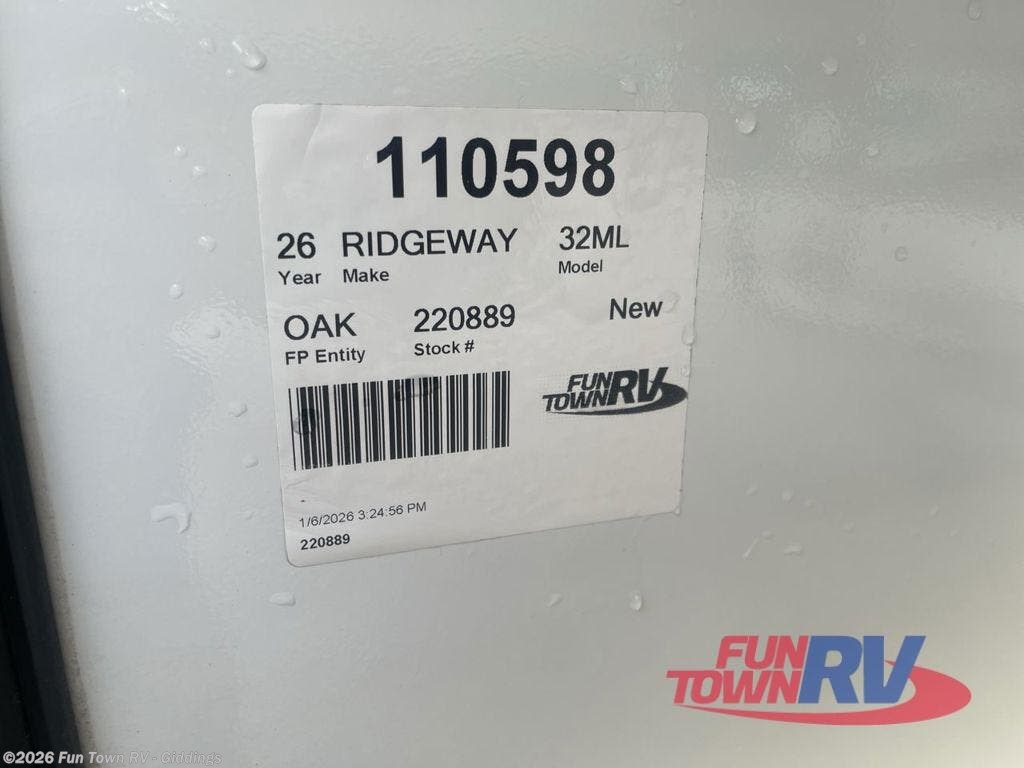 110598
26 RIDGEWAY 32ML
Year Make Model
OAK 220889 New
FP Entity Stock #
FUN TOWN RV
1/6/2026 3:24:56 PM
220889
FUN TOWN RV
©2026 Fun Town RV - Giddings